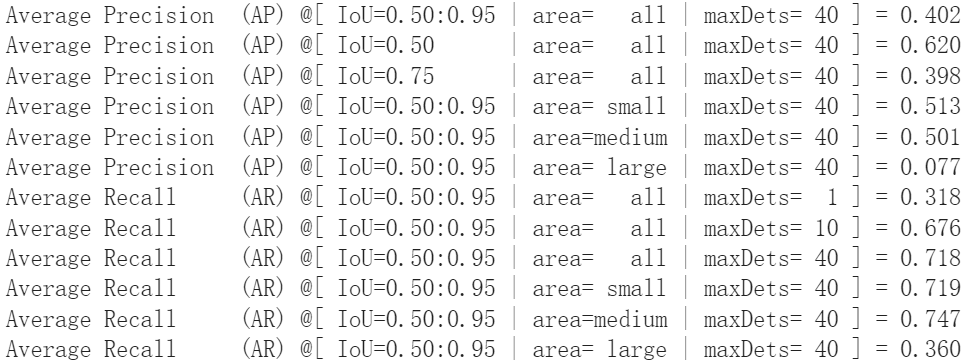 Average Precision  (AP) @[ IoU=0.50:0.95 | area=   all | maxDets= 40 ] = 0.402
Average Precision  (AP) @[ IoU=0.50      | area=   all | maxDets= 40 ] = 0.620
Average Precision  (AP) @[ IoU=0.75      | area=   all | maxDets= 40 ] = 0.398
Average Precision  (AP) @[ IoU=0.50:0.95 | area= small | maxDets= 40 ] = 0.513
Average Precision  (AP) @[ IoU=0.50:0.95 | area=medium | maxDets= 40 ] = 0.501
Average Precision  (AP) @[ IoU=0.50:0.95 | area= large | maxDets= 40 ] = 0.077
Average Recall     (AR) @[ IoU=0.50:0.95 | area=   all | maxDets=  1 ] = 0.318
Average Recall     (AR) @[ IoU=0.50:0.95 | area=   all | maxDets= 10 ] = 0.676
Average Recall     (AR) @[ IoU=0.50:0.95 | area=   all | maxDets= 40 ] = 0.718
Average Recall     (AR) @[ IoU=0.50:0.95 | area= small | maxDets= 40 ] = 0.719
Average Recall     (AR) @[ IoU=0.50:0.95 | area=medium | maxDets= 40 ] = 0.747
Average Recall     (AR) @[ IoU=0.50:0.95 | area= large | maxDets= 40 ] = 0.360